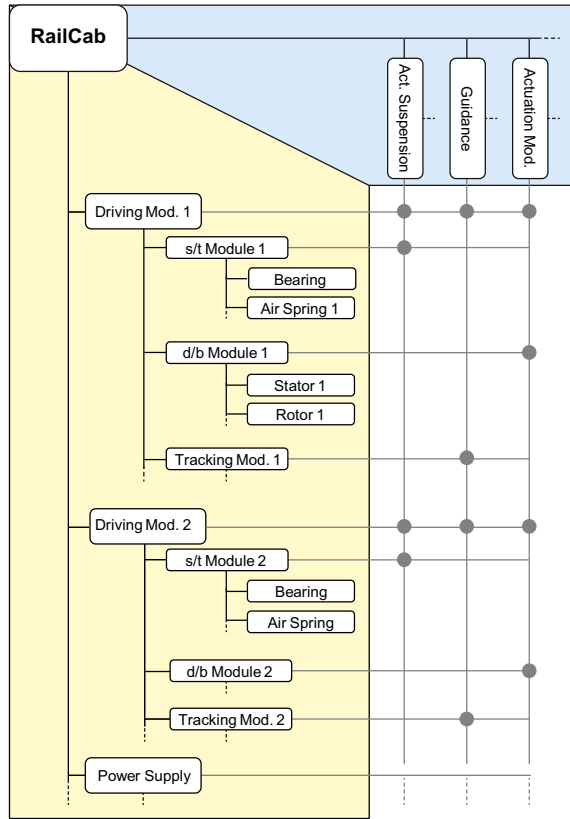 RailCab
Act. Suspension
Guidance
Actuation Mod.
Driving Mod. 1
s/t Module 1
Bearing
Air Spring 1
d/b Module 1
Stator 1
Rotor 1
Tracking Mod. 1
Driving Mod. 2
s/t Module 2
Bearing
Air Spring
d/b Module 2
Tracking Mod. 2
Power Supply